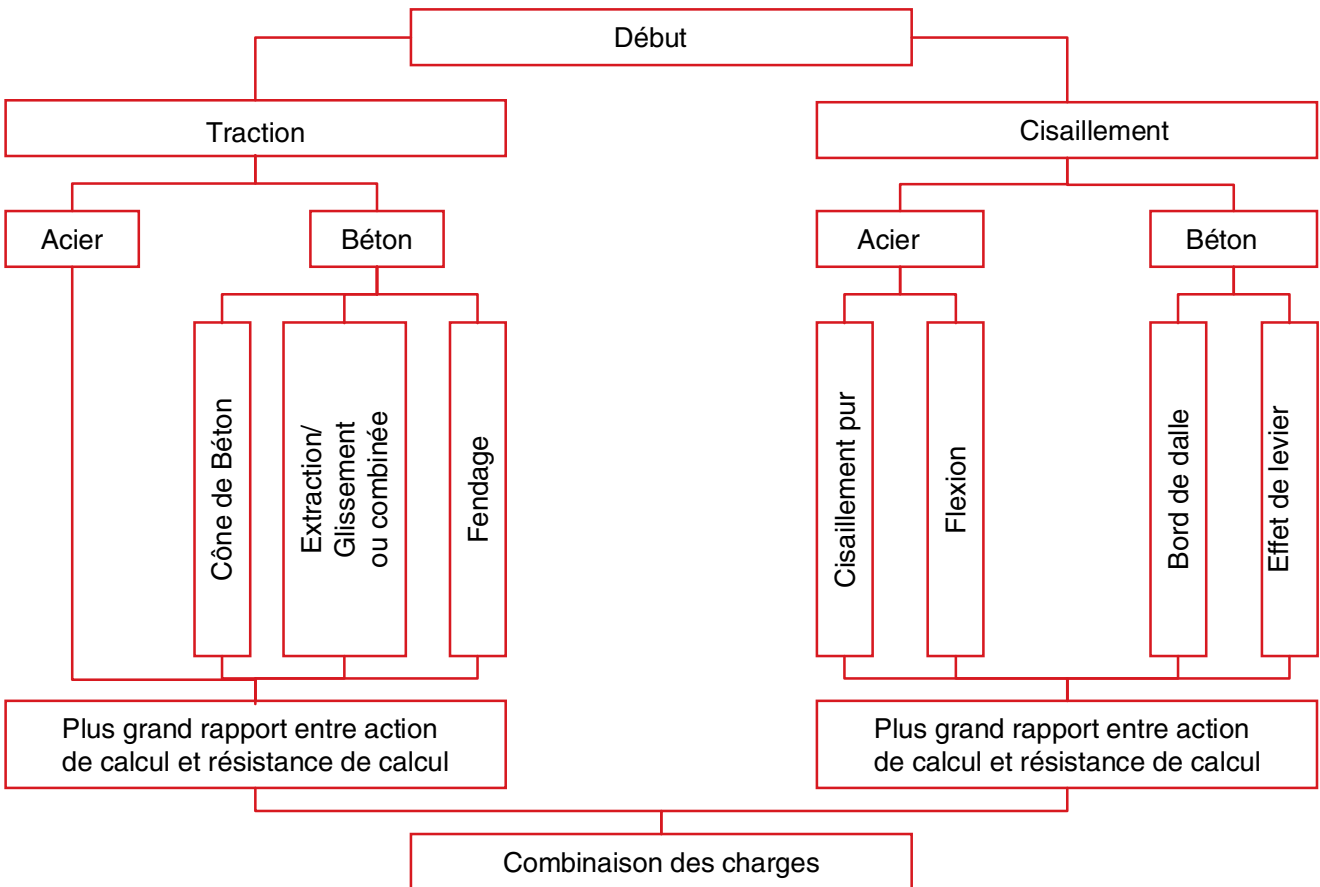 Début
Traction
Cisaillement
Acier
Béton
Acier
Béton
Cône de Béton
Extraction/
Glissement
ou combinée
Fendage
Cisaillement pur
Flexion
Bord de dalle
Effet de levier
Plus grand rapport entre action
de calcul et résistance de calcul
Plus grand rapport entre action
de calcul et résistance de calcul
Combinaison des charges